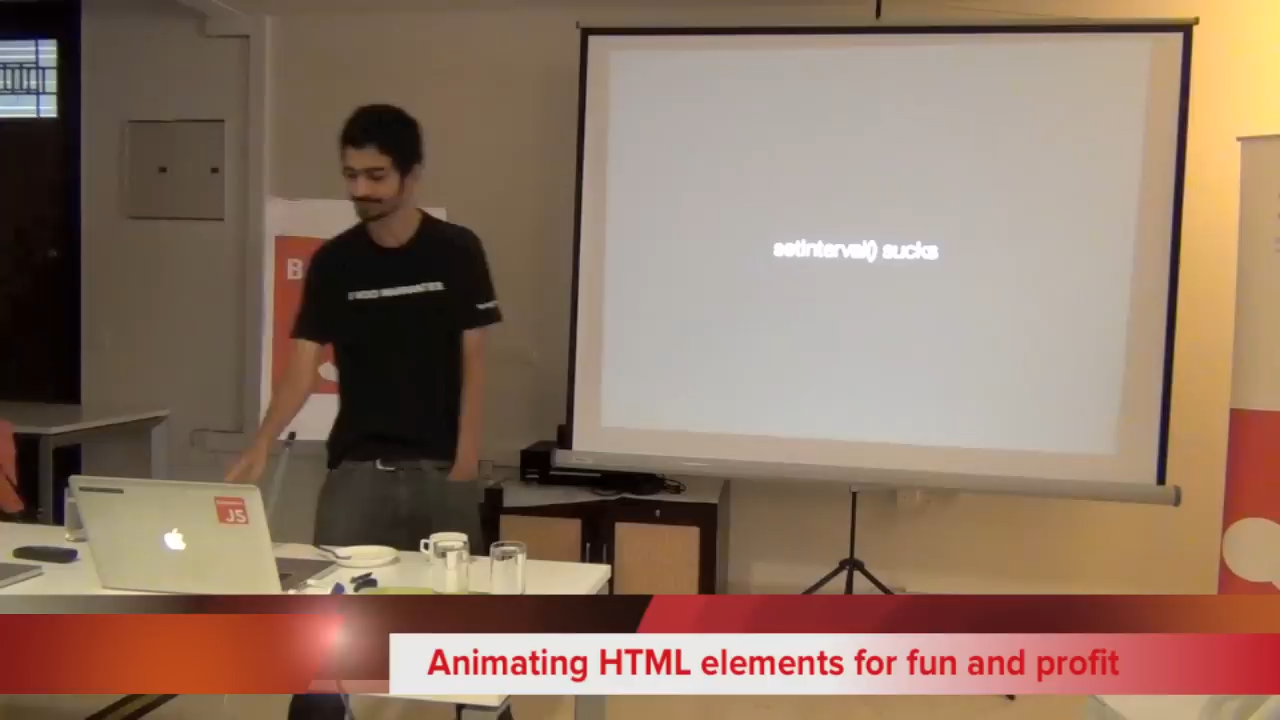 setInterval() sucks
B
JS
Animating HTML elements for fun and profit